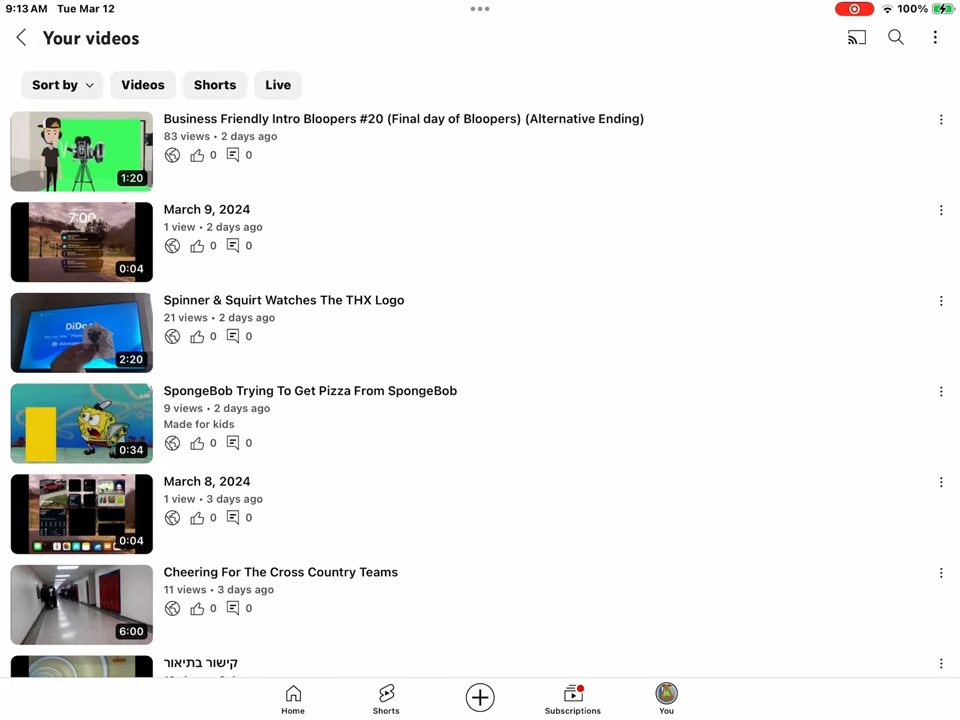 9:13 AM Tue Mar 12
100%
Your videos
Sort by
Videos
Shorts
Live
Business Friendly Intro Bloopers #20 (Final day of Bloopers) (Alternative Ending)
83 views • 2 days ago
0 0
1:20
March 9, 2024
1 view • 2 days ago
0 0
7:00
0:04
Spinner & Squirt Watches The THX Logo
21 views • 2 days ago
0 0
2:20
SpongeBob Trying To Get Pizza From SpongeBob
9 views • 2 days ago
Made for kids
0 0
0:34
March 8, 2024
1 view • 3 days ago
0 0
0:04
Cheering For The Cross Country Teams
11 views • 3 days ago
0 0
6:00
קישור בתיאור
Home
Shorts
Subscriptions
You